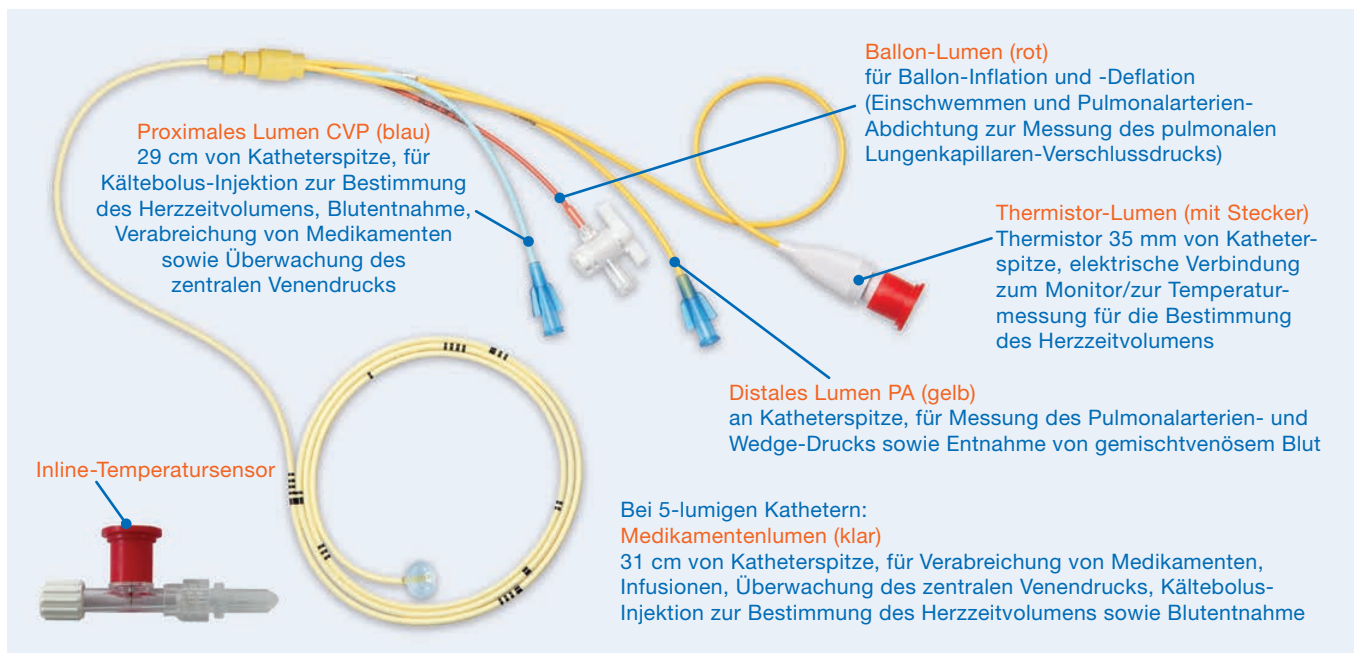 Ballon-Lumen (rot)
für Ballon-Inflation und -Deflation
(Einschwemmen und Pulmonalarterien-
Abdichtung zur Messung des pulmonalen
Lungenkapillaren-Verschlussdrucks)
Proximales Lumen CVP (blau)
29 cm von Katheterspitze, für
Kältebolus-Injektion zur Bestimmung
des Herzzeitvolumens, Blutentnahme,
Verabreichung von Medikamenten
sowie Überwachung des
zentralen Venendrucks
Thermistor-Lumen (mit Stecker)
Thermistor 35 mm von Katheter-
spitze, elektrische Verbindung
zum Monitor/zur Temperatur-
messung für die Bestimmung
des Herzzeitvolumens
Distales Lumen PA (gelb)
an Katheterspitze, für Messung des Pulmonalarterien- und
Wedge-Drucks sowie Entnahme von gemischtvenösem Blut
Inline-Temperatursensor
Bei 5-lumigen Kathetern:
Medikamentenlumen (klar)
31 cm von Katheterspitze, für Verabreichung von Medikamenten,
Infusionen, Überwachung des zentralen Venendrucks, Kältebolus-
Injektion zur Bestimmung des Herzzeitvolumens sowie Blutentnahme